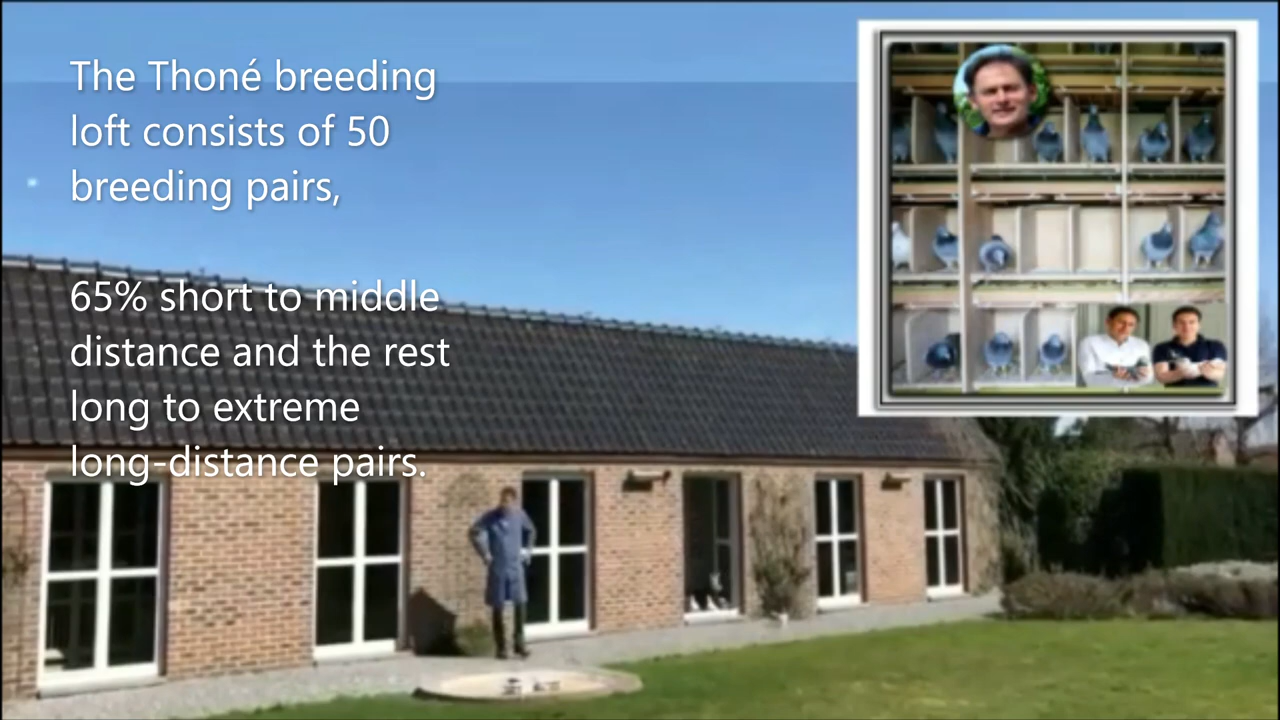 The Thoné breeding
loft consists of 50
breeding pairs,
65% short to middle
distance and the rest
long to extreme
long-distance pairs.